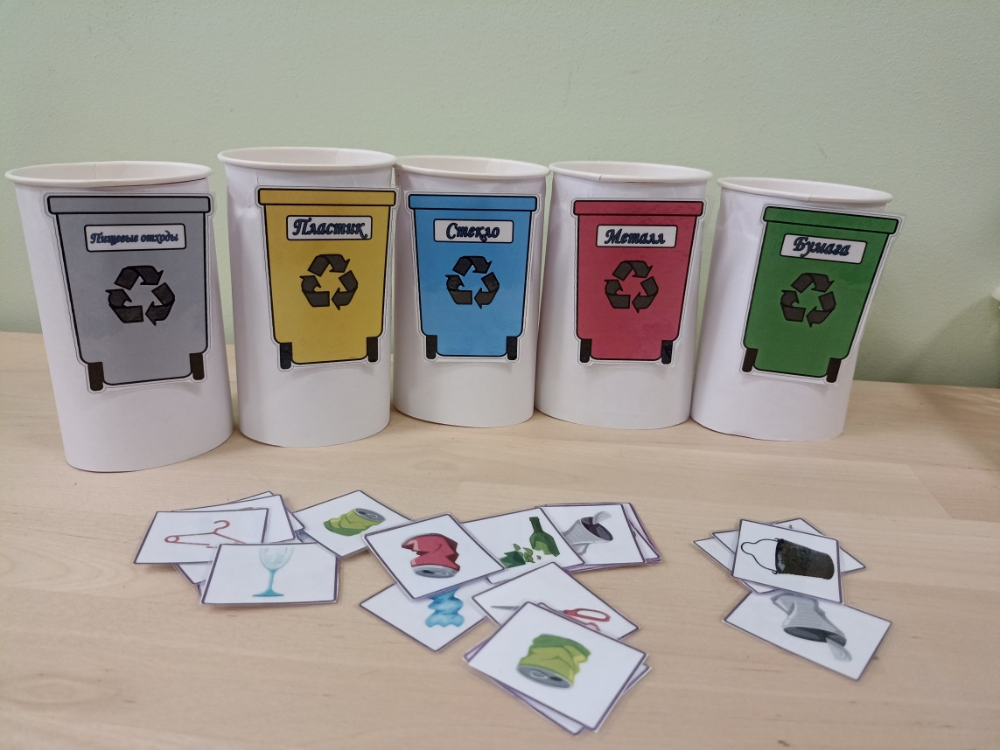 Пищевые отходы
Пластик
Стекло
Металл
Бумага